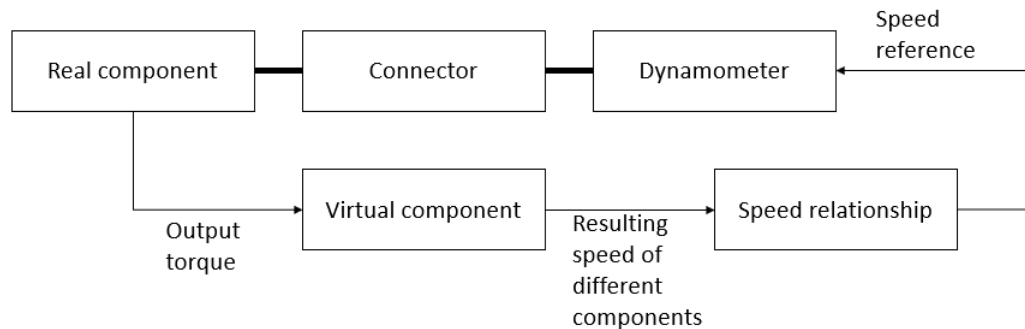 Speed
reference
Real component
Connector
Dynamometer
Virtual component
Speed relationship
Output
torque
Resulting
speed of
different
components